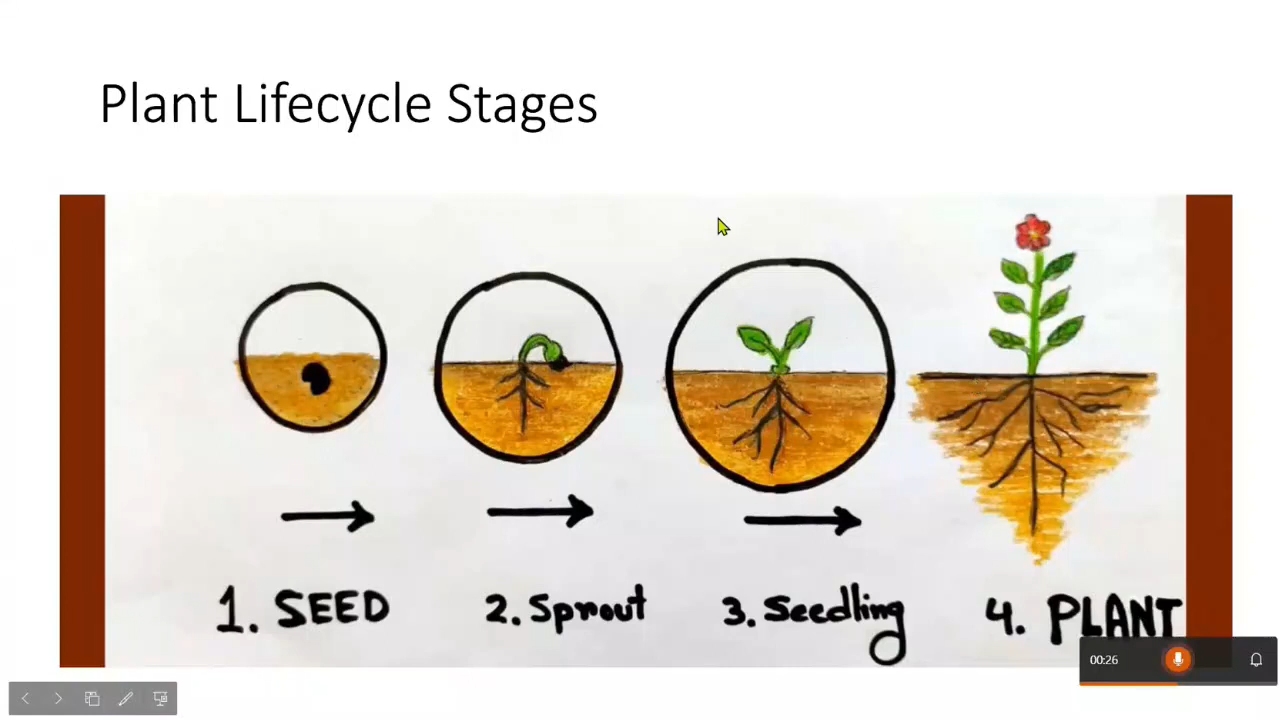 Plant Lifecycle Stages
1. SEED 2. Sprout 3. Seedling 4. PLANT
00:26